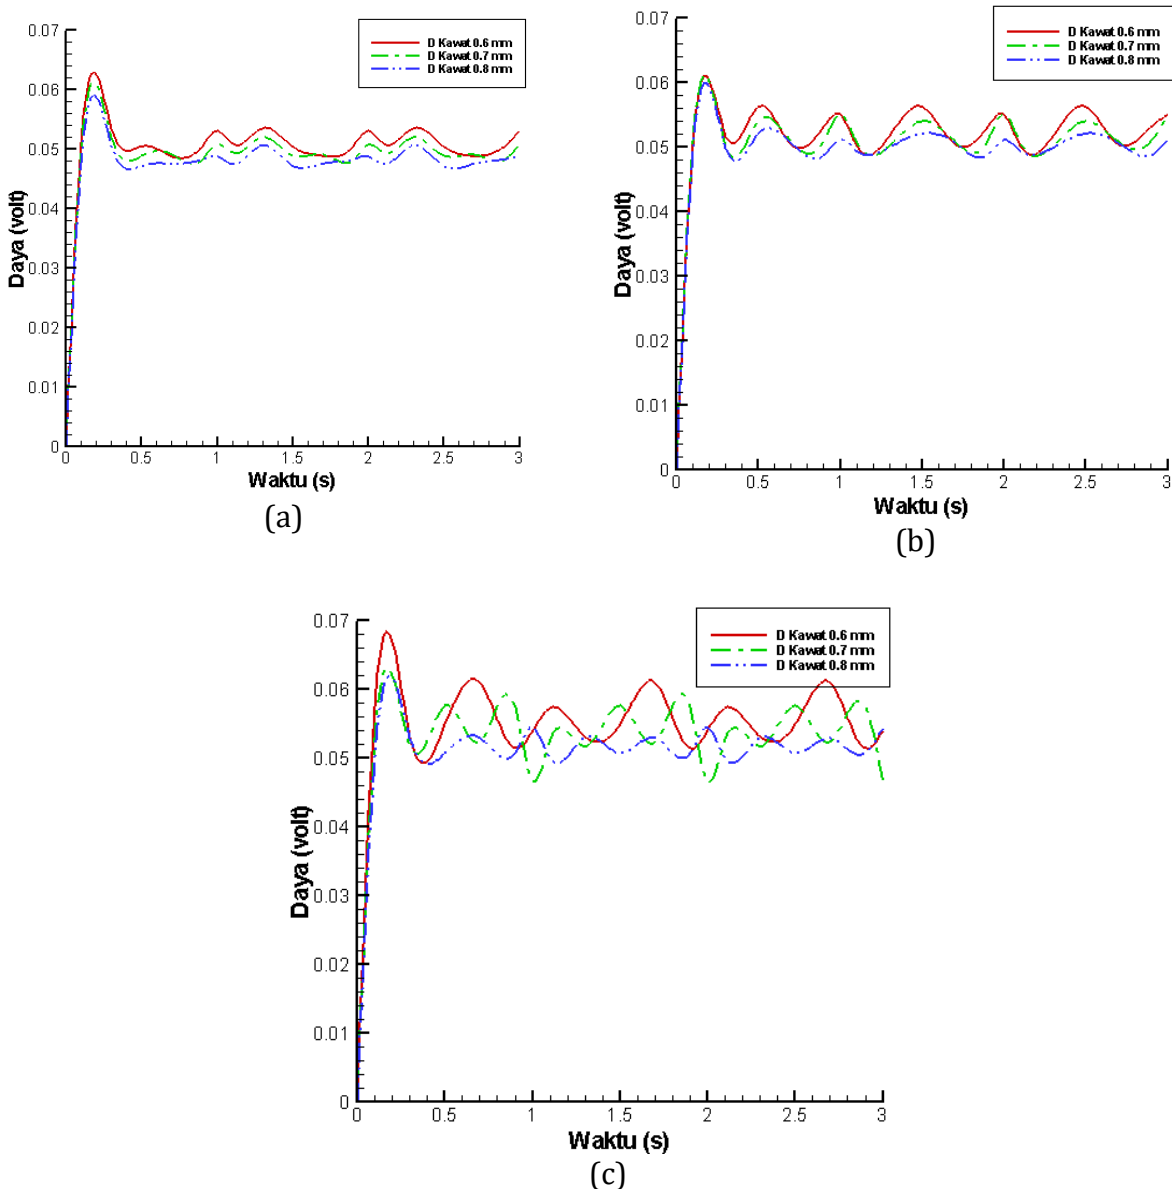 0.07
0.06
0.05
0.04
0.03
0.02
0.01
0
Daya (volt)
D Kawat 0.6 mm
D Kawat 0.7 mm
D Kawat 0.8 mm
0 0.5 1 1.5 2 2.5 3
Waktu (s)
(a)
0.07
0.06
0.05
0.04
0.03
0.02
0.01
0
Daya (volt)
D Kawat 0.6 mm
D Kawat 0.7 mm
D Kawat 0.8 mm
0 0.5 1 1.5 2 2.5 3
Waktu (s)
(b)
0.07
0.06
0.05
0.04
0.03
0.02
0.01
0
Daya (volt)
D Kawat 0.6 mm
D Kawat 0.7 mm
D Kawat 0.8 mm
0 0.5 1 1.5 2 2.5 3
Waktu (s)
(c)